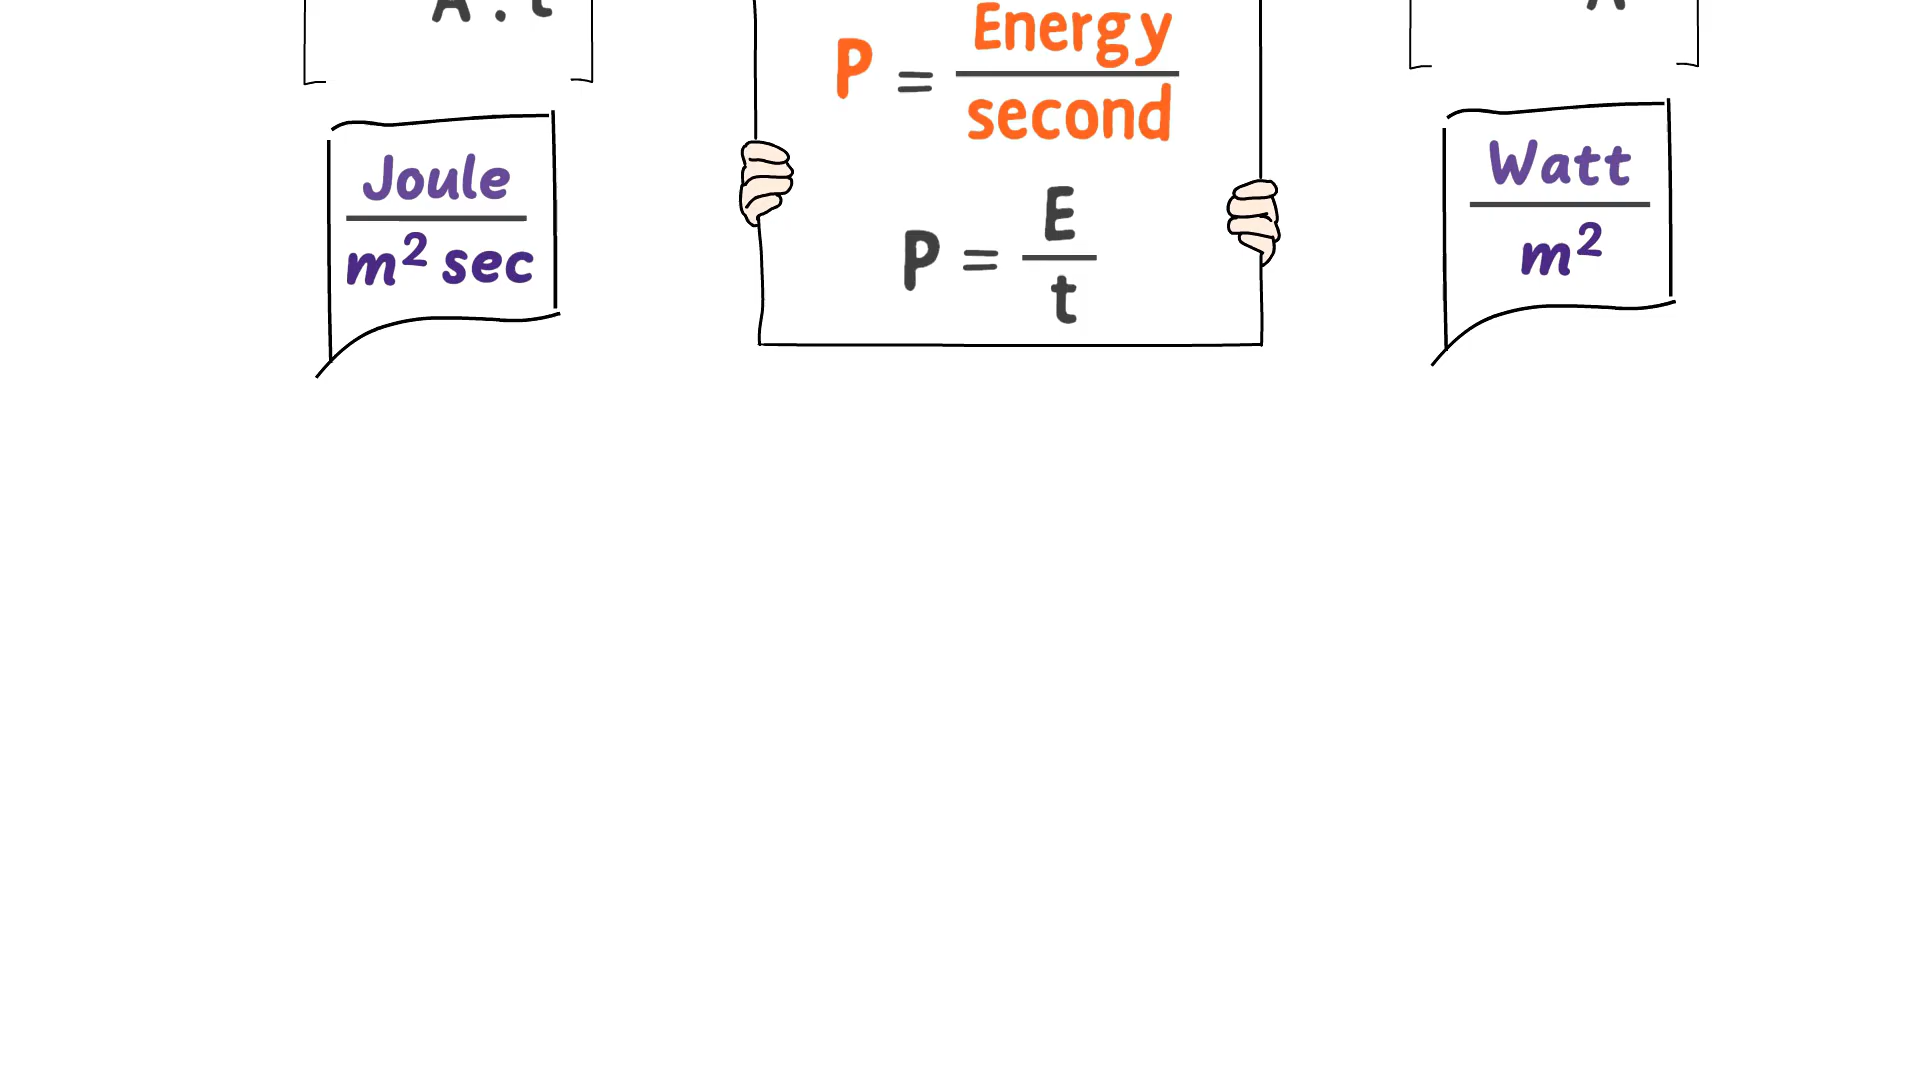 A . t
P = Energy / second
A
Joule / m² sec
P = E / t
Watt / m²